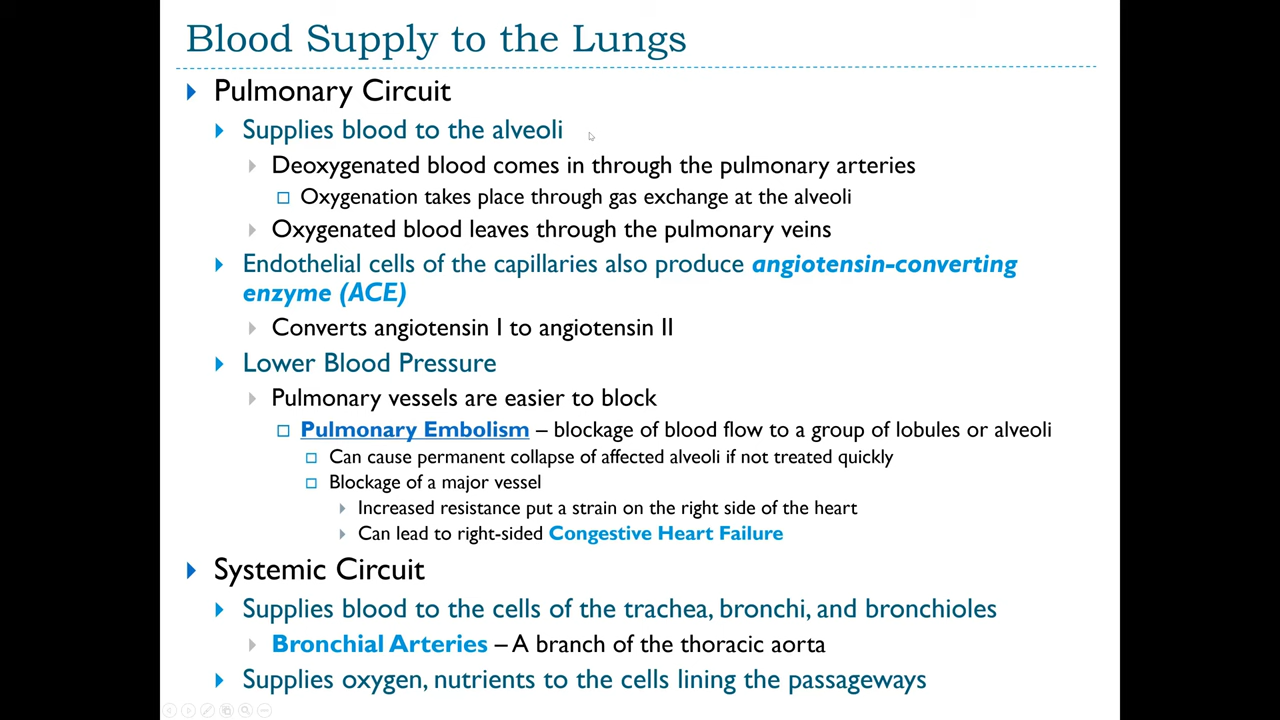 Blood Supply to the Lungs
Pulmonary Circuit
Supplies blood to the alveoli
Deoxygenated blood comes in through the pulmonary arteries
Oxygenation takes place through gas exchange at the alveoli
Oxygenated blood leaves through the pulmonary veins
Endothelial cells of the capillaries also produce angiotensin-converting
enzyme (ACE)
Converts angiotensin I to angiotensin II
Lower Blood Pressure
Pulmonary vessels are easier to block
Pulmonary Embolism – blockage of blood flow to a group of lobules or alveoli
Can cause permanent collapse of affected alveoli if not treated quickly
Blockage of a major vessel
Increased resistance put a strain on the right side of the heart
Can lead to right-sided Congestive Heart Failure
Systemic Circuit
Supplies blood to the cells of the trachea, bronchi, and bronchioles
Bronchial Arteries – A branch of the thoracic aorta
Supplies oxygen, nutrients to the cells lining the passageways